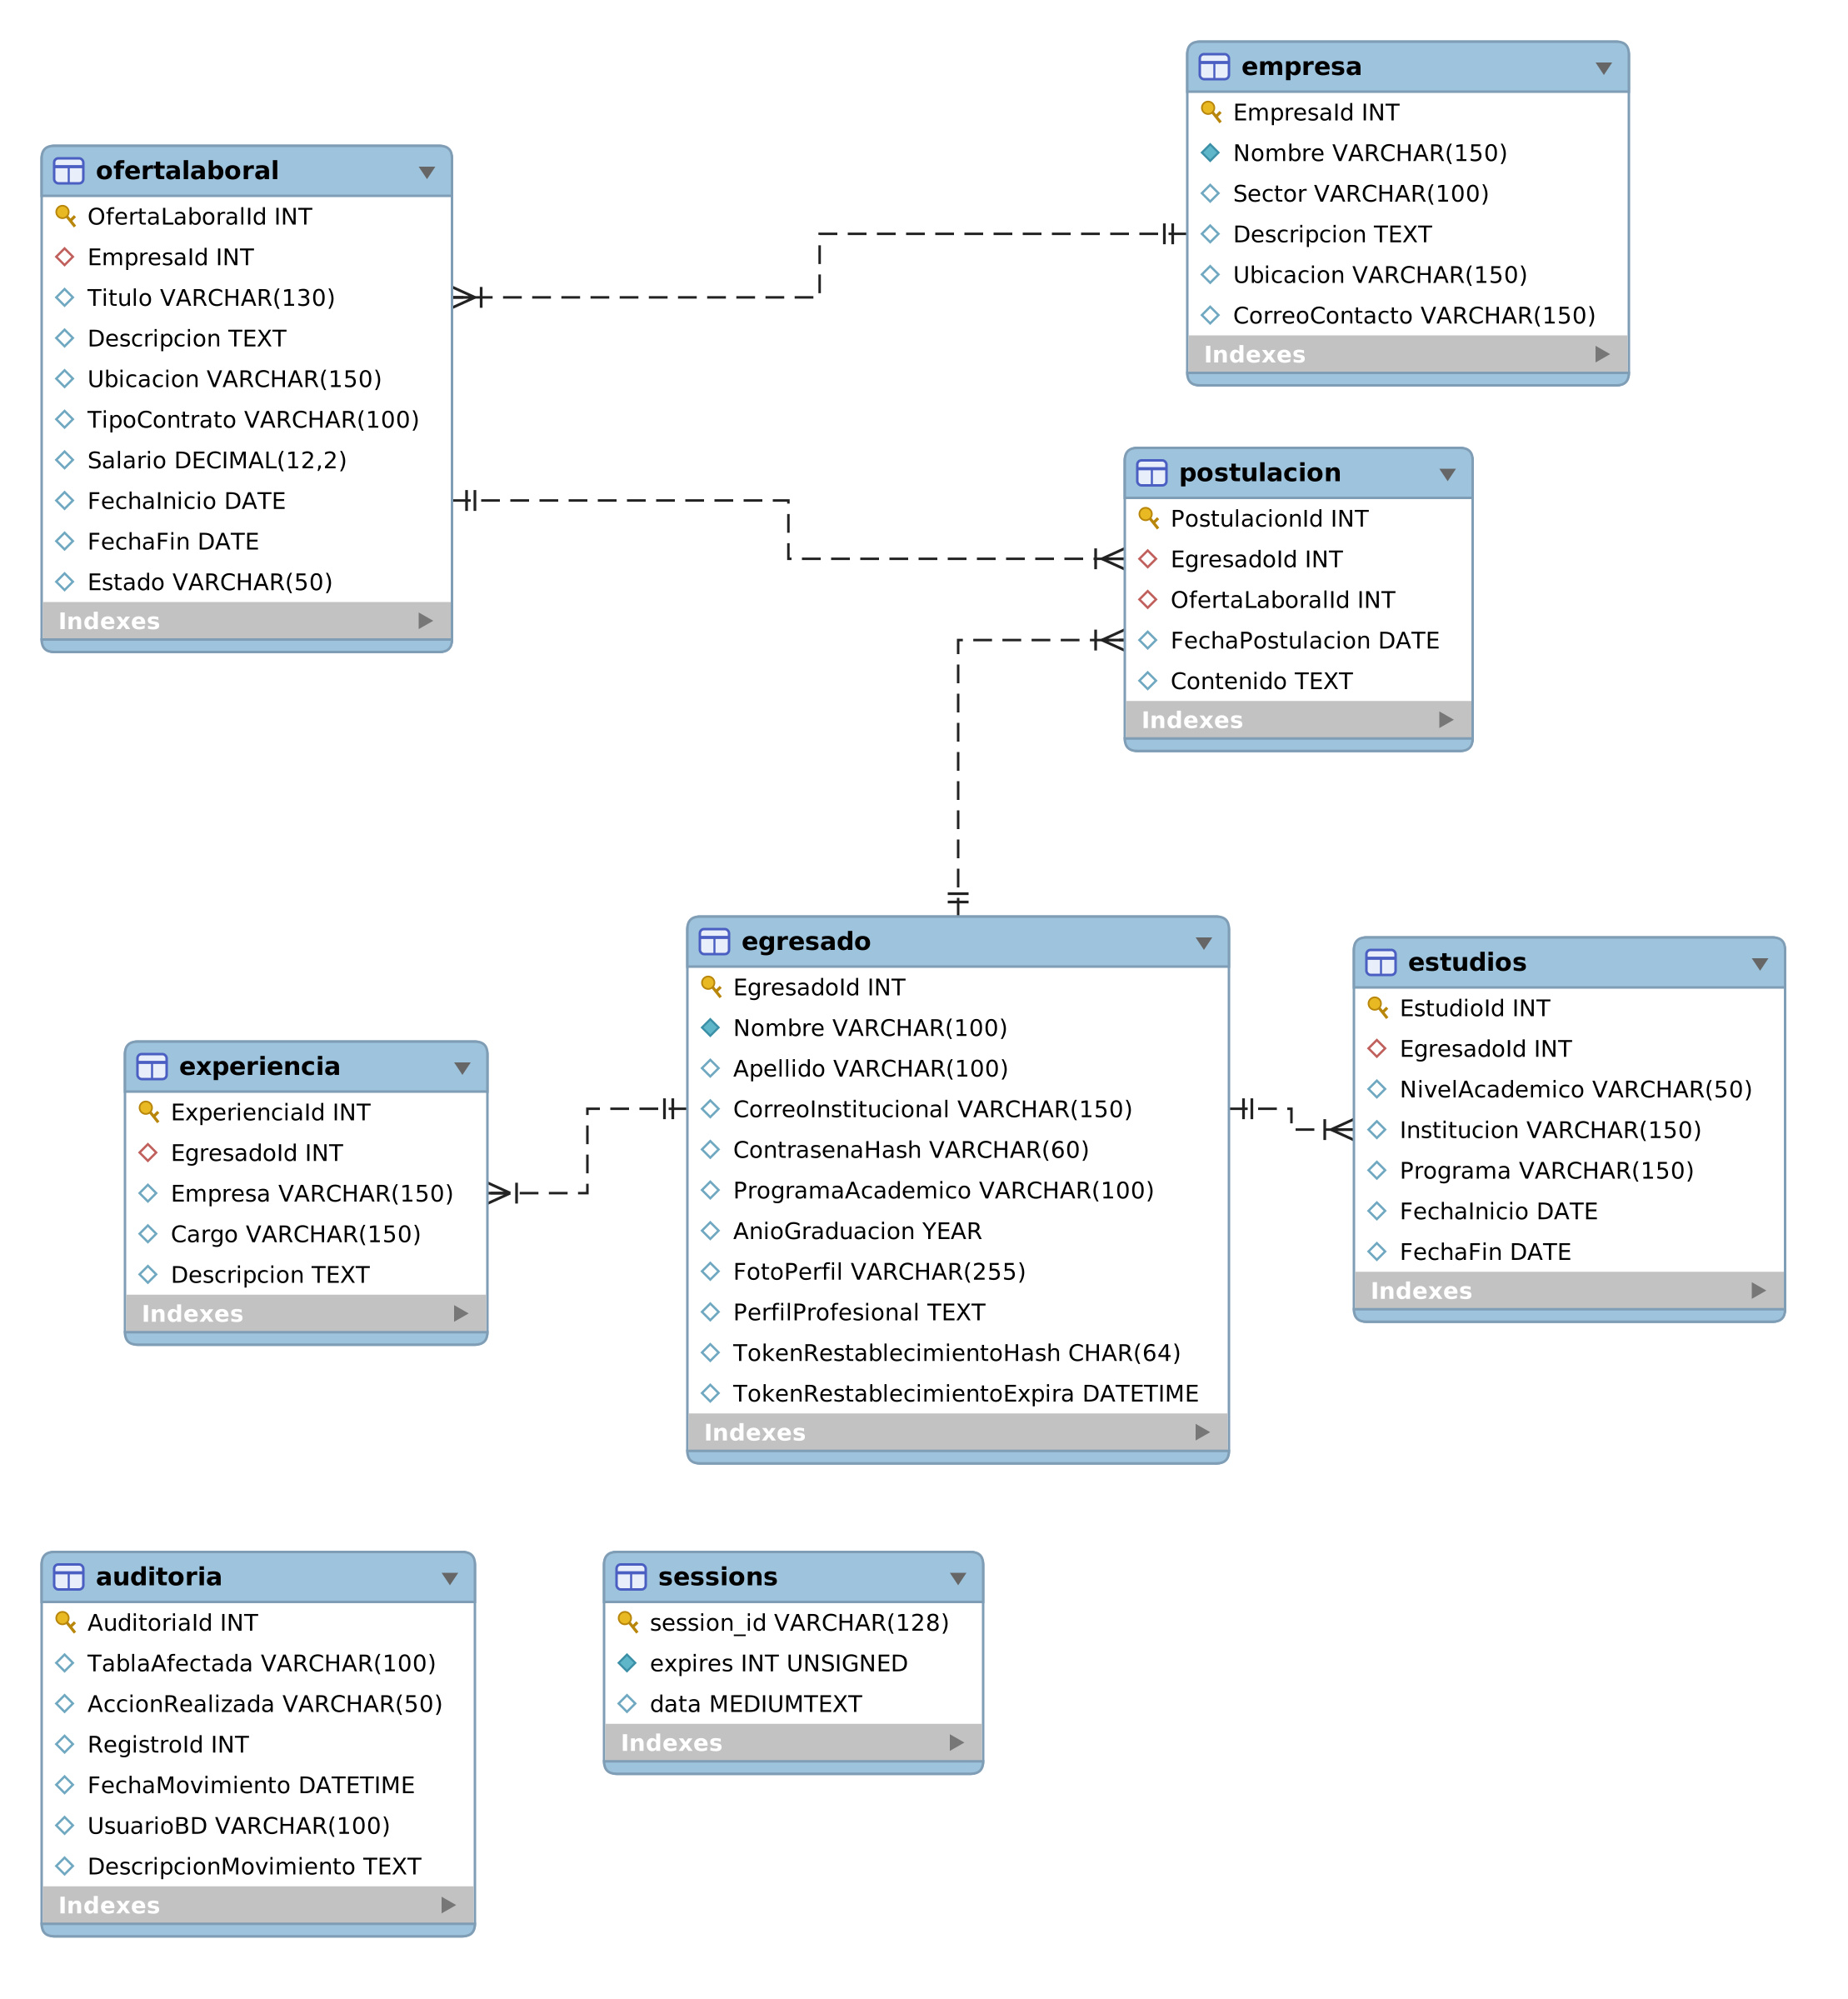 empresa
EmpresaId INT
Nombre VARCHAR(150)
Sector VARCHAR(100)
Descripcion TEXT
Ubicacion VARCHAR(150)
CorreoContacto VARCHAR(150)
Indexes
ofertalaboral
OfertaLaboralId INT
EmpresaId INT
Titulo VARCHAR(130)
Descripcion TEXT
Ubicacion VARCHAR(150)
TipoContrato VARCHAR(100)
Salario DECIMAL(12,2)
FechaInicio DATE
FechaFin DATE
Estado VARCHAR(50)
Indexes
postulacion
PostulacionId INT
EgresadoId INT
OfertaLaboralId INT
FechaPostulacion DATE
Contenido TEXT
Indexes
egresado
EgresadoId INT
Nombre VARCHAR(100)
Apellido VARCHAR(100)
CorreoInstitucional VARCHAR(150)
ContrasenaHash VARCHAR(60)
ProgramaAcademico VARCHAR(100)
AnioGraduacion YEAR
FotoPerfil VARCHAR(255)
PerfilProfesional TEXT
TokenRestablecimientoHash CHAR(64)
TokenRestablecimientoExpira DATETIME
Indexes
estudios
EstudioId INT
EgresadoId INT
NivelAcademico VARCHAR(50)
Institucion VARCHAR(150)
Programa VARCHAR(150)
FechaInicio DATE
FechaFin DATE
Indexes
experiencia
ExperienciaId INT
EgresadoId INT
Empresa VARCHAR(150)
Cargo VARCHAR(150)
Descripcion TEXT
Indexes
auditoria
AuditoriaId INT
TablaAfectada VARCHAR(100)
AccionRealizada VARCHAR(50)
RegistroId INT
FechaMovimiento DATETIME
UsuarioBD VARCHAR(100)
DescripcionMovimiento TEXT
Indexes
sessions
session_id VARCHAR(128)
expires INT UNSIGNED
data MEDIUMTEXT
Indexes